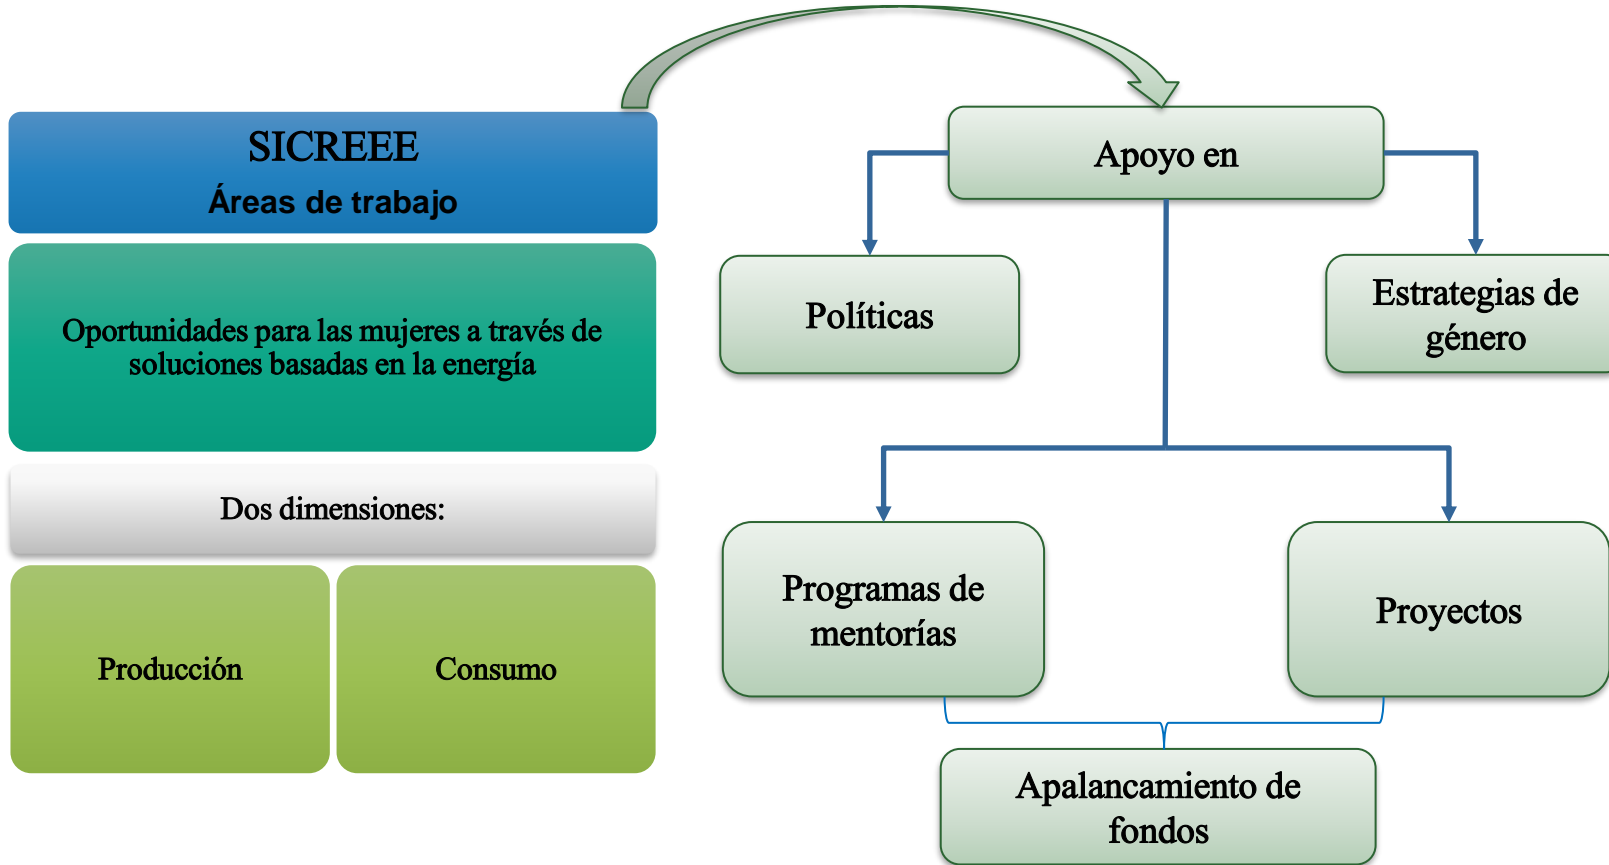 SICREEE
Áreas de trabajo
Oportunidades para las mujeres a través de
soluciones basadas en la energía
Dos dimensiones:
Producción
Consumo
Apoyo en
Políticas
Estrategias de
género
Programas de
mentorías
Proyectos
Apalancamiento de
fondos